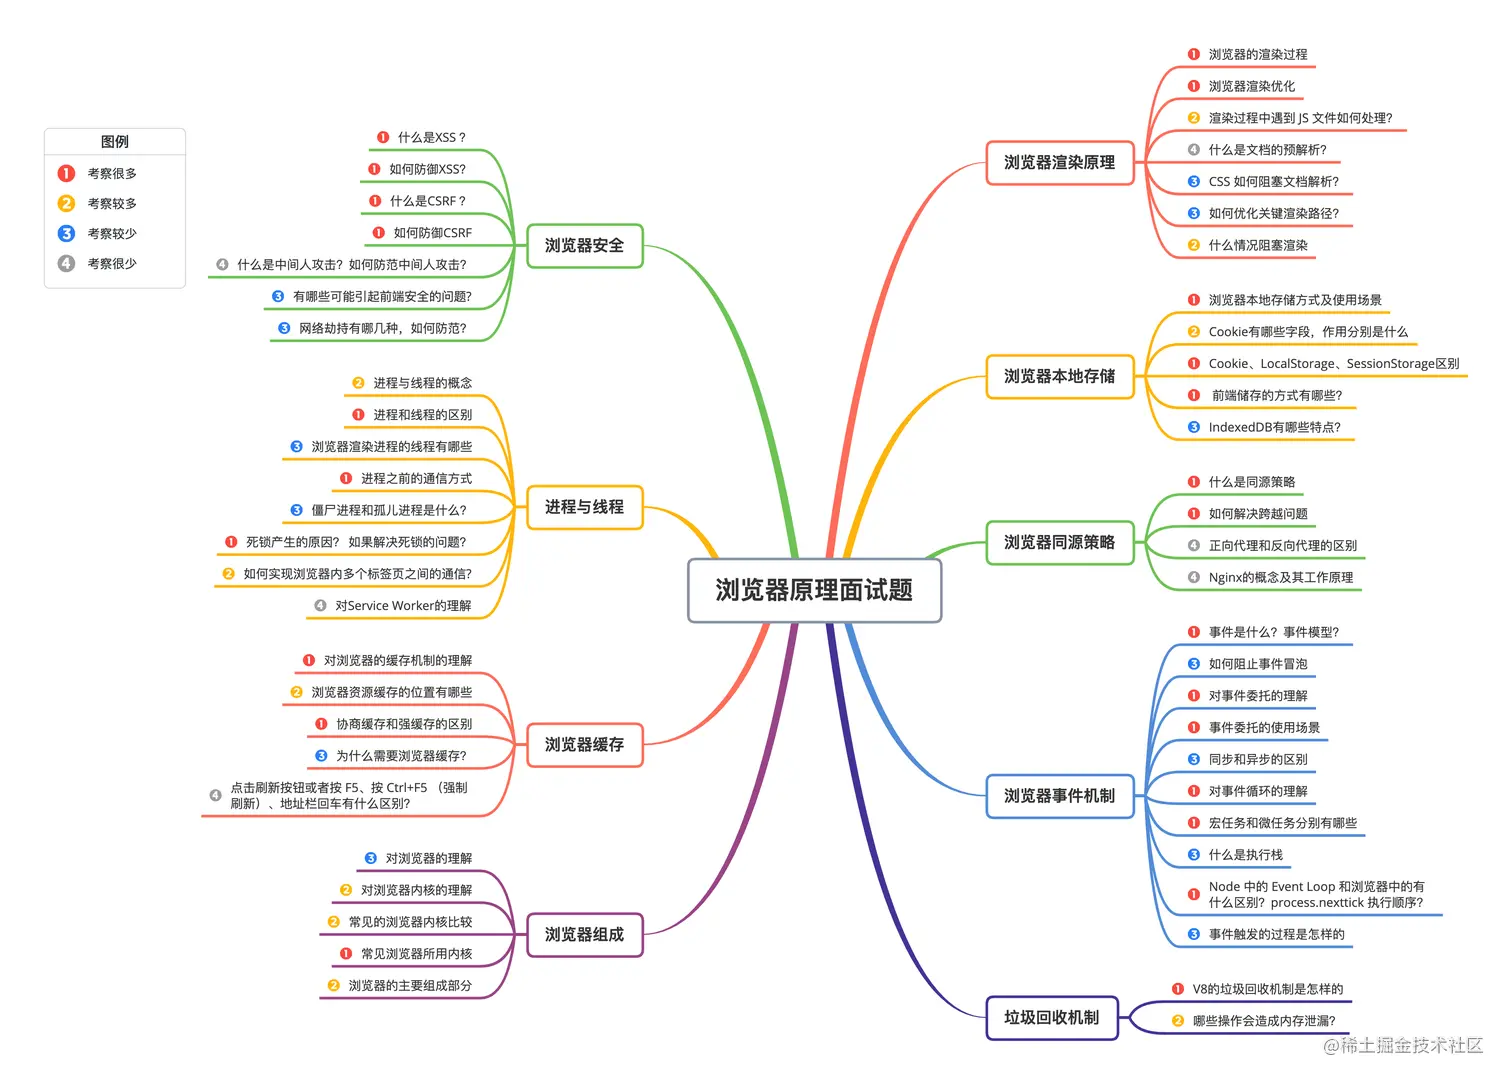 图例
1 考察很多
2 考察较多
3 考察较少
4 考察很少
浏览器原理面试题
浏览器安全
1 什么是XSS？
1 如何防御XSS?
1 什么是CSRF？
1 如何防御CSRF
4 什么是中间人攻击？如何防范中间人攻击?
3 有哪些可能引起前端安全的问题?
3 网络劫持有哪几种，如何防范?
进程与线程
2 进程与线程的概念
1 进程和线程的区别
3 浏览器渲染进程的线程有哪些
1 进程之前的通信方式
3 僵尸进程和孤儿进程是什么?
1 死锁产生的原因？ 如果解决死锁的问题?
2 如何实现浏览器内多个标签页之间的通信?
4 对Service Worker的理解
浏览器缓存
1 对浏览器的缓存机制的理解
2 浏览器资源缓存的位置有哪些
1 协商缓存和强缓存的区别
3 为什么需要浏览器缓存?
4 点击刷新按钮或者按 F5、按 Ctrl+F5 （强制
刷新）、地址栏回车有什么区别?
浏览器组成
3 对浏览器的理解
2 对浏览器内核的理解
2 常见的浏览器内核比较
1 常见浏览器所用内核
2 浏览器的主要组成部分
浏览器渲染原理
1 浏览器的渲染过程
1 浏览器渲染优化
2 渲染过程中遇到 JS 文件如何处理?
4 什么是文档的预解析?
3 CSS 如何阻塞文档解析?
3 如何优化关键渲染路径?
2 什么情况阻塞渲染
浏览器本地存储
1 浏览器本地存储方式及使用场景
2 Cookie有哪些字段，作用分别是什么
1 Cookie、LocalStorage、SessionStorage区别
1 前端储存的方式有哪些?
3 IndexedDB有哪些特点?
浏览器同源策略
1 什么是同源策略
1 如何解决跨越问题
4 正向代理和反向代理的区别
4 Nginx的概念及其工作原理
浏览器事件机制
1 事件是什么？事件模型?
3 如何阻止事件冒泡
1 对事件委托的理解
1 事件委托的使用场景
3 同步和异步的区别
1 对事件循环的理解
1 宏任务和微任务分别有哪些
3 什么是执行栈
1 Node 中的 Event Loop 和浏览器中的有
什么区别？process.nexttick 执行顺序?
3 事件触发的过程是怎样的
垃圾回收机制
1 V8的垃圾回收机制是怎样的
2 哪些操作会造成内存泄漏?
@稀土掘金技术社区